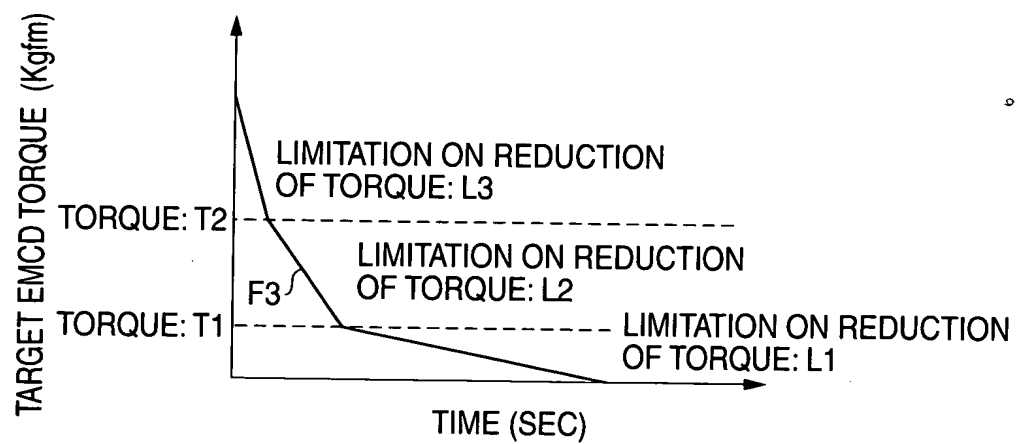 TARGET EMCD TORQUE (Kgfm)
LIMITATION ON REDUCTION
OF TORQUE: L3
TORQUE: T2
LIMITATION ON REDUCTION
OF TORQUE: L2
F3
TORQUE: T1
LIMITATION ON REDUCTION
OF TORQUE: L1
TIME (SEC)